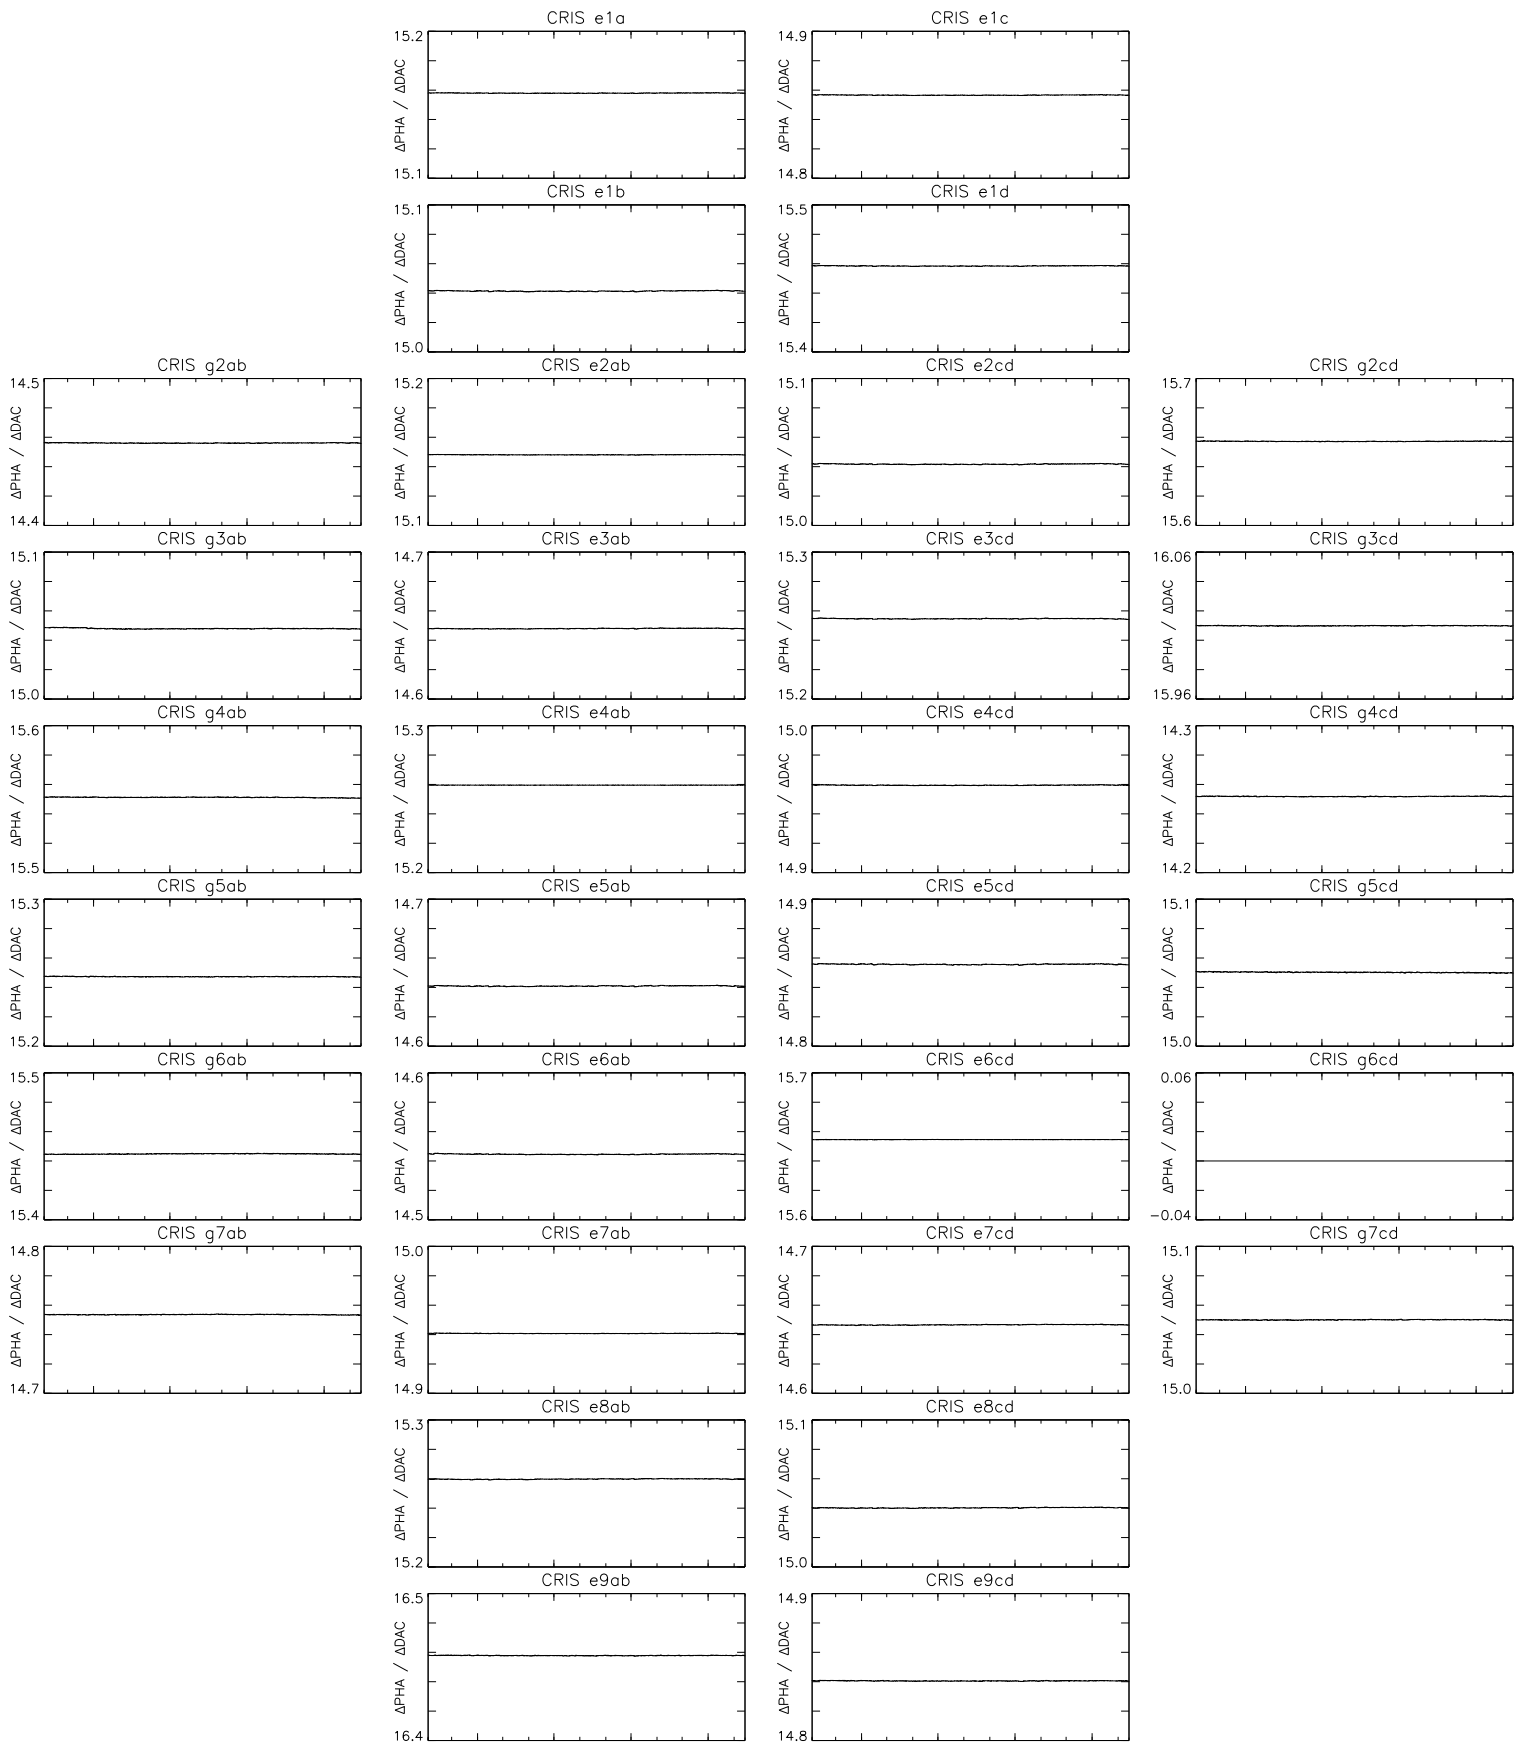 CRIS e1a
CRIS e1c
15.2
ΔPHA / ΔDAC
15.1
14.9
ΔPHA / ΔDAC
14.8
CRIS e1b
CRIS e1d
15.1
ΔPHA / ΔDAC
15.0
15.5
ΔPHA / ΔDAC
15.4
CRIS g2ab
CRIS e2ab
CRIS e2cd
CRIS g2cd
14.5
ΔPHA / ΔDAC
14.4
15.2
ΔPHA / ΔDAC
15.1
15.1
ΔPHA / ΔDAC
15.0
15.7
ΔPHA / ΔDAC
15.6
CRIS g3ab
CRIS e3ab
CRIS e3cd
CRIS g3cd
15.1
ΔPHA / ΔDAC
15.0
14.7
ΔPHA / ΔDAC
14.6
15.3
ΔPHA / ΔDAC
15.2
16.06
ΔPHA / ΔDAC
15.96
CRIS g4ab
CRIS e4ab
CRIS e4cd
CRIS g4cd
15.6
ΔPHA / ΔDAC
15.5
15.3
ΔPHA / ΔDAC
15.2
15.0
ΔPHA / ΔDAC
14.9
14.3
ΔPHA / ΔDAC
14.2
CRIS g5ab
CRIS e5ab
CRIS e5cd
CRIS g5cd
15.3
ΔPHA / ΔDAC
15.2
14.7
ΔPHA / ΔDAC
14.6
14.9
ΔPHA / ΔDAC
14.8
15.1
ΔPHA / ΔDAC
15.0
CRIS g6ab
CRIS e6ab
CRIS e6cd
CRIS g6cd
15.5
ΔPHA / ΔDAC
15.4
14.6
ΔPHA / ΔDAC
14.5
15.7
ΔPHA / ΔDAC
15.6
0.06
ΔPHA / ΔDAC
−0.04
CRIS g7ab
CRIS e7ab
CRIS e7cd
CRIS g7cd
14.8
ΔPHA / ΔDAC
14.7
15.0
ΔPHA / ΔDAC
14.9
14.7
ΔPHA / ΔDAC
14.6
15.1
ΔPHA / ΔDAC
15.0
CRIS e8ab
CRIS e8cd
15.3
ΔPHA / ΔDAC
15.2
15.1
ΔPHA / ΔDAC
15.0
CRIS e9ab
CRIS e9cd
16.5
ΔPHA / ΔDAC
16.4
14.9
ΔPHA / ΔDAC
14.8